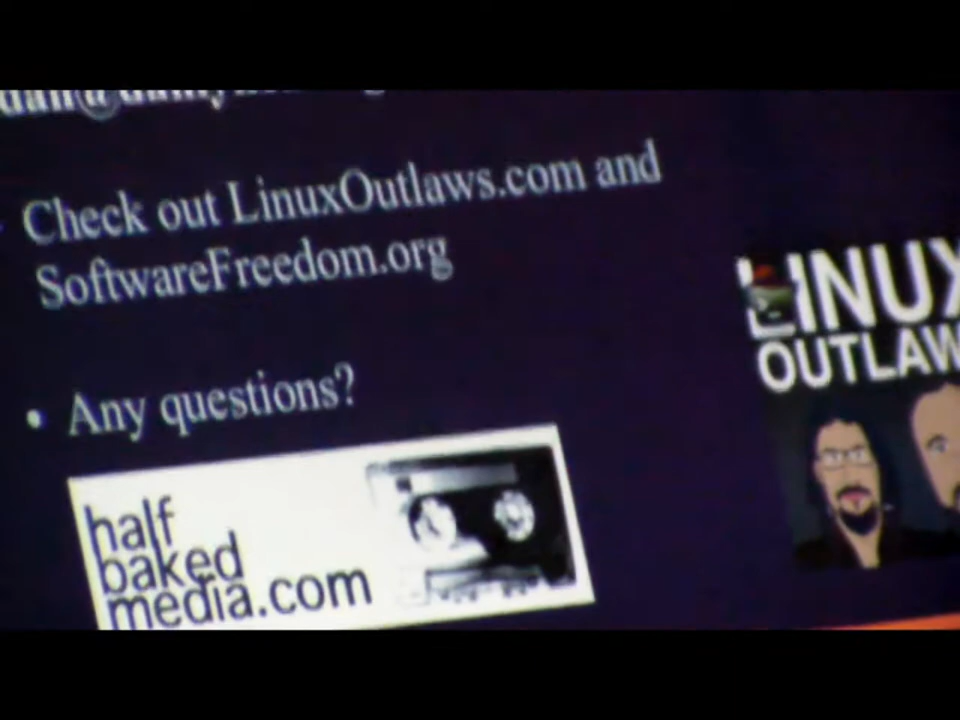 Check out LinuxOutlaws.com and
SoftwareFreedom.org
• Any questions?
LINUX
OUTLAW
half
baked
media.com